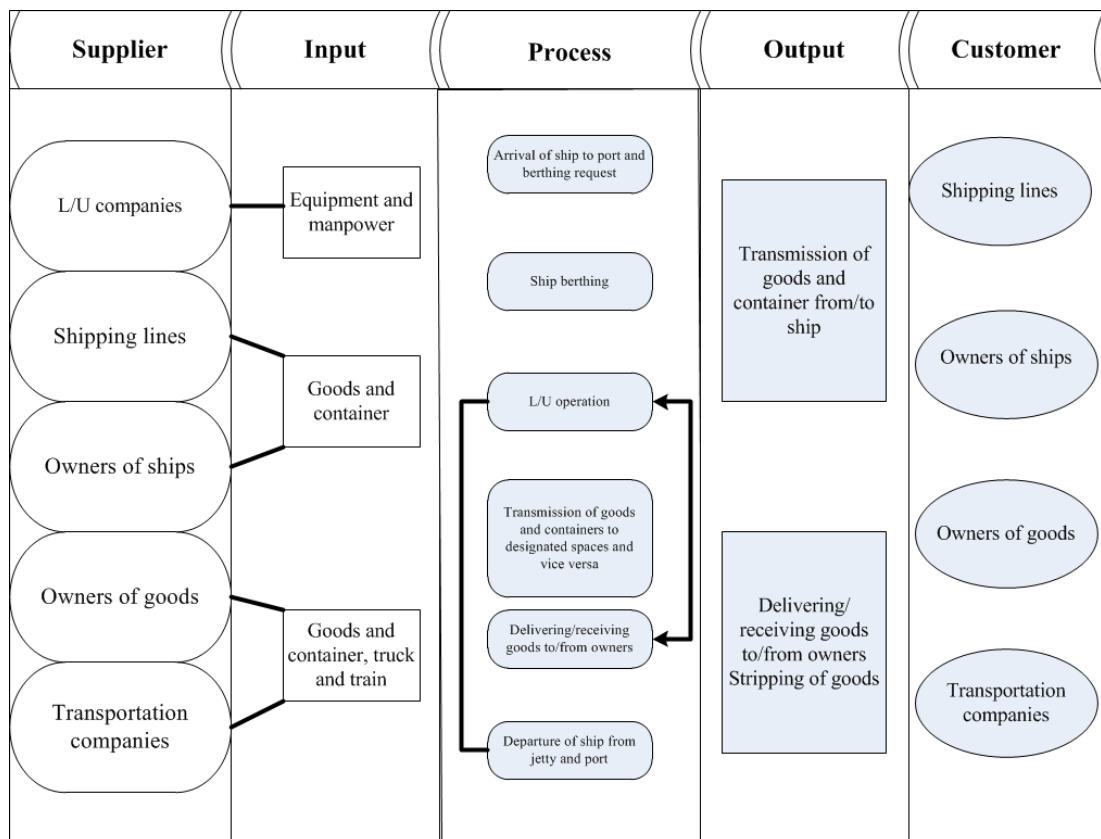 Supplier
Input
Process
Output
Customer
L/U companies
Shipping lines
Owners of ships
Owners of goods
Transportation
companies
Equipment and
manpower
Goods and
container
Goods and
container, truck
and train
Arrival of ship to port and
berthing request
Ship berthing
L/U operation
Transmission of goods
and containers to
designated spaces and
vice versa
Delivering/receiving
goods to/from owners
Departure of ship from
jetty and port
Transmission of
goods and
container from/to
ship
Delivering/
receiving goods
to/from owners
Stripping of goods
Shipping lines
Owners of ships
Owners of goods
Transportation
companies